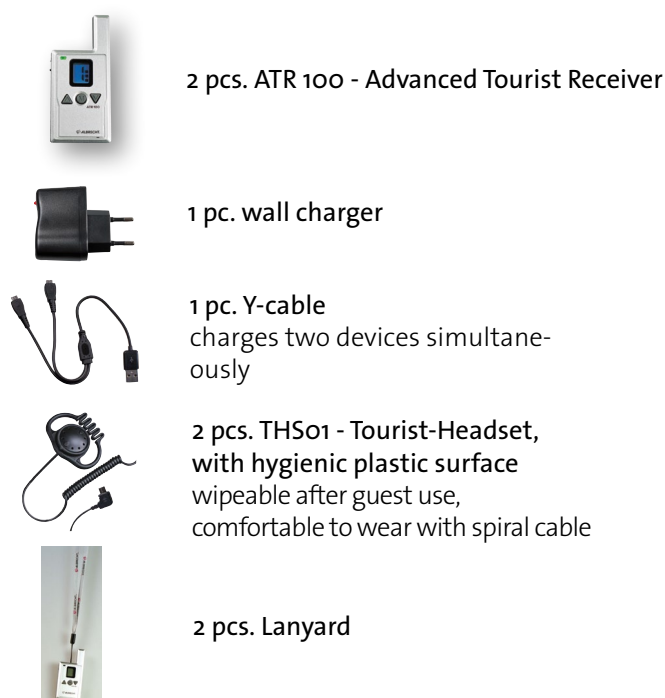 2 pcs. ATR 100 - Advanced Tourist Receiver
1 pc. wall charger
1 pc. Y-cable
charges two devices simultane-
ously
2 pcs. THS01 - Tourist-Headset,
with hygienic plastic surface
wipeable after guest use,
comfortable to wear with spiral cable
2 pcs. Lanyard